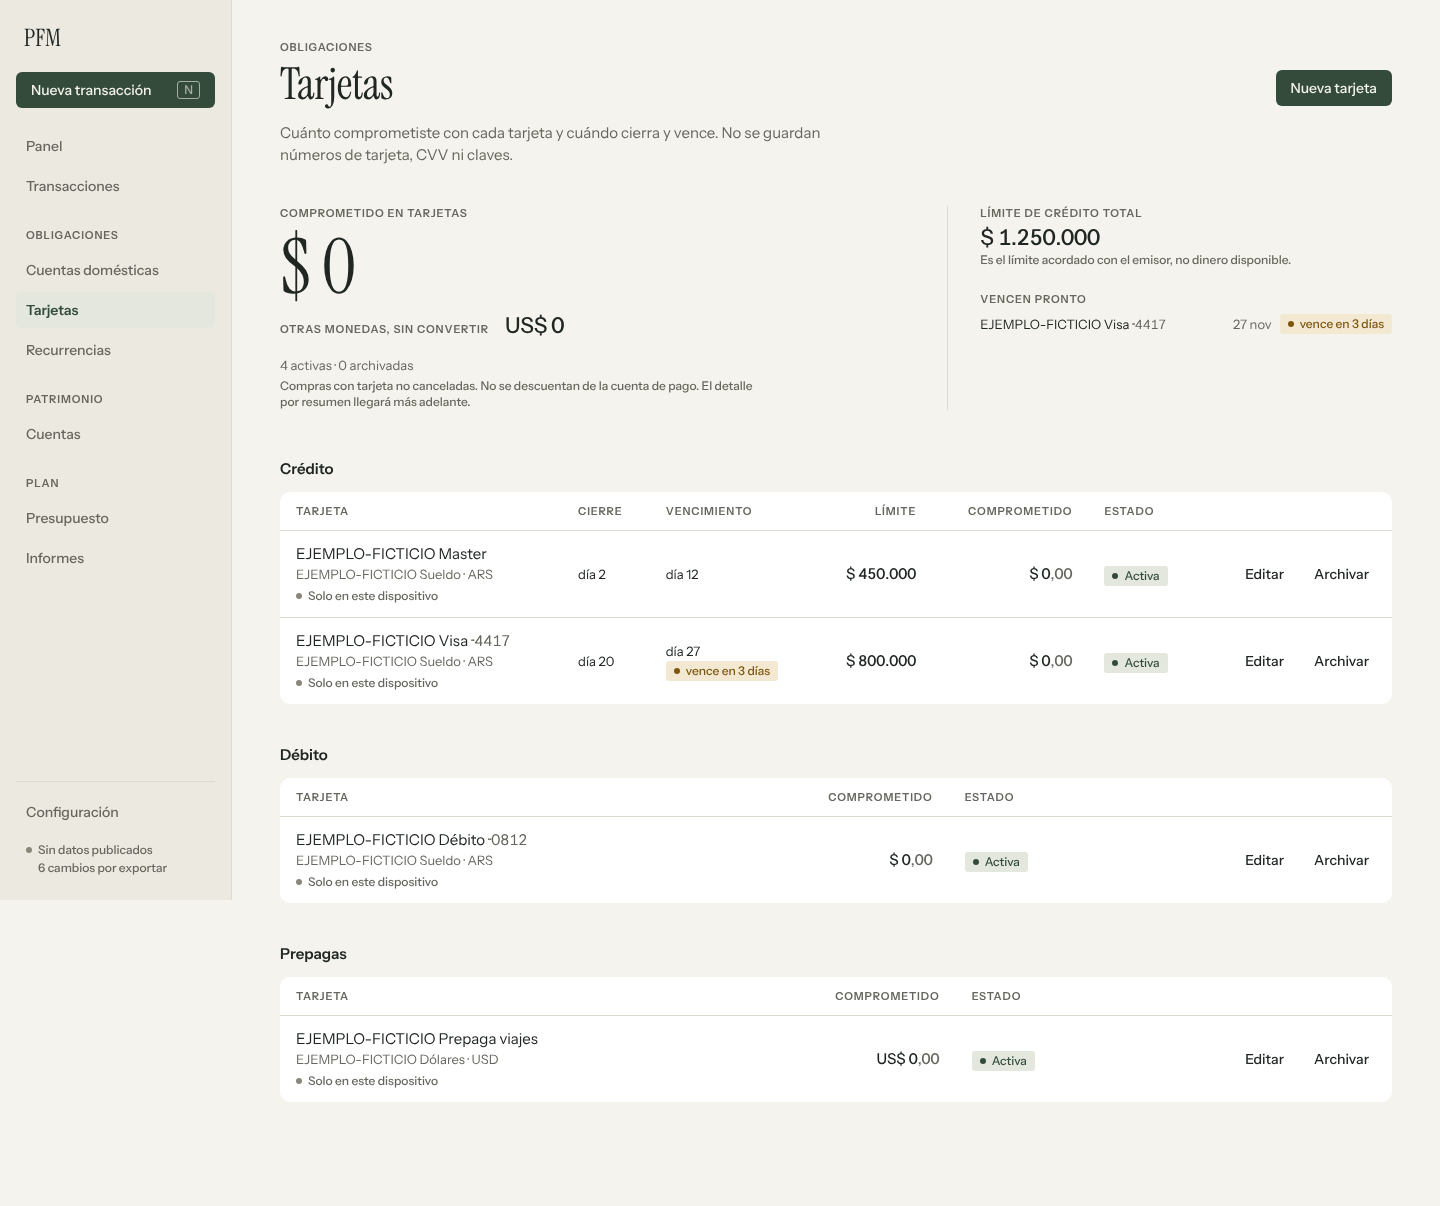 PFM
Nueva transacción N
Panel
Transacciones
OBLIGACIONES
Cuentas domésticas
Tarjetas
Recurrencias
PATRIMONIO
Cuentas
PLAN
Presupuesto
Informes
Configuración
Sin datos publicados
6 cambios por exportar
OBLIGACIONES
Tarjetas
Nueva tarjeta
Cuánto comprometiste con cada tarjeta y cuándo cierra y vence. No se guardan
números de tarjeta, CVV ni claves.
COMPROMETIDO EN TARJETAS
$ 0
OTRAS MONEDAS, SIN CONVERTIR US$ 0
4 activas · 0 archivadas
Compras con tarjeta no canceladas. No se descuentan de la cuenta de pago. El detalle
por resumen llegará más adelante.
LÍMITE DE CRÉDITO TOTAL
$ 1.250.000
Es el límite acordado con el emisor, no dinero disponible.
VENCEN PRONTO
EJEMPLO-FICTICIO Visa ·4417 27 nov vence en 3 días
Crédito
TARJETA CIERRE VENCIMIENTO LÍMITE COMPROMETIDO ESTADO
EJEMPLO-FICTICIO Master
EJEMPLO-FICTICIO Sueldo · ARS
Solo en este dispositivo
día 2 día 12 $ 450.000 $ 0,00 Activa Editar Archivar
EJEMPLO-FICTICIO Visa ·4417
EJEMPLO-FICTICIO Sueldo · ARS
Solo en este dispositivo
día 20 día 27 $ 800.000 $ 0,00 Activa Editar Archivar
vence en 3 días
Débito
TARJETA COMPROMETIDO ESTADO
EJEMPLO-FICTICIO Débito ·0812
EJEMPLO-FICTICIO Sueldo · ARS
Solo en este dispositivo
$ 0,00 Activa Editar Archivar
Prepagas
TARJETA COMPROMETIDO ESTADO
EJEMPLO-FICTICIO Prepaga viajes
EJEMPLO-FICTICIO Dólares · USD
Solo en este dispositivo
US$ 0,00 Activa Editar Archivar